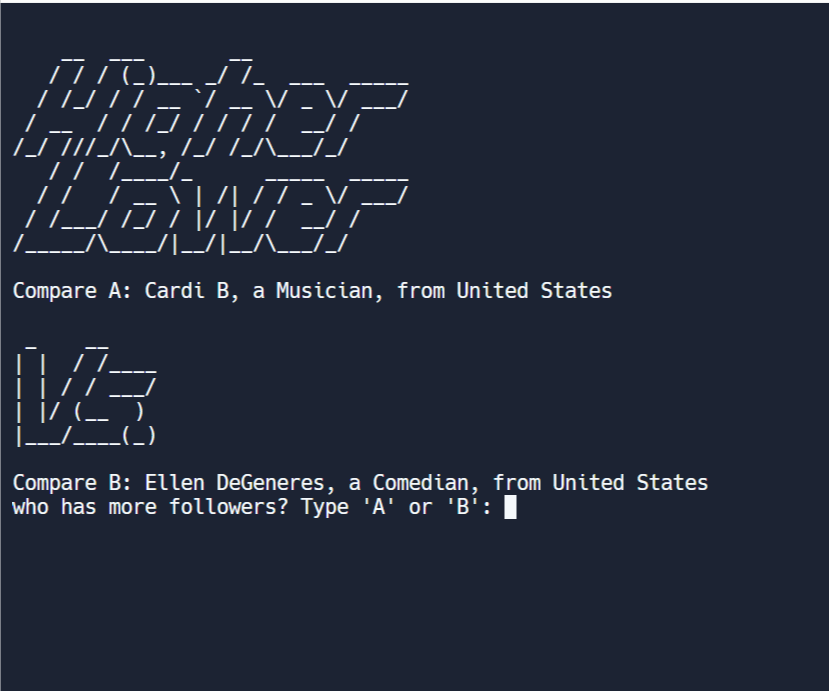 Higher
Lower
Compare A: Cardi B, a Musician, from United States
Vs.
Compare B: Ellen DeGeneres, a Comedian, from United States
who has more followers? Type 'A' or 'B':